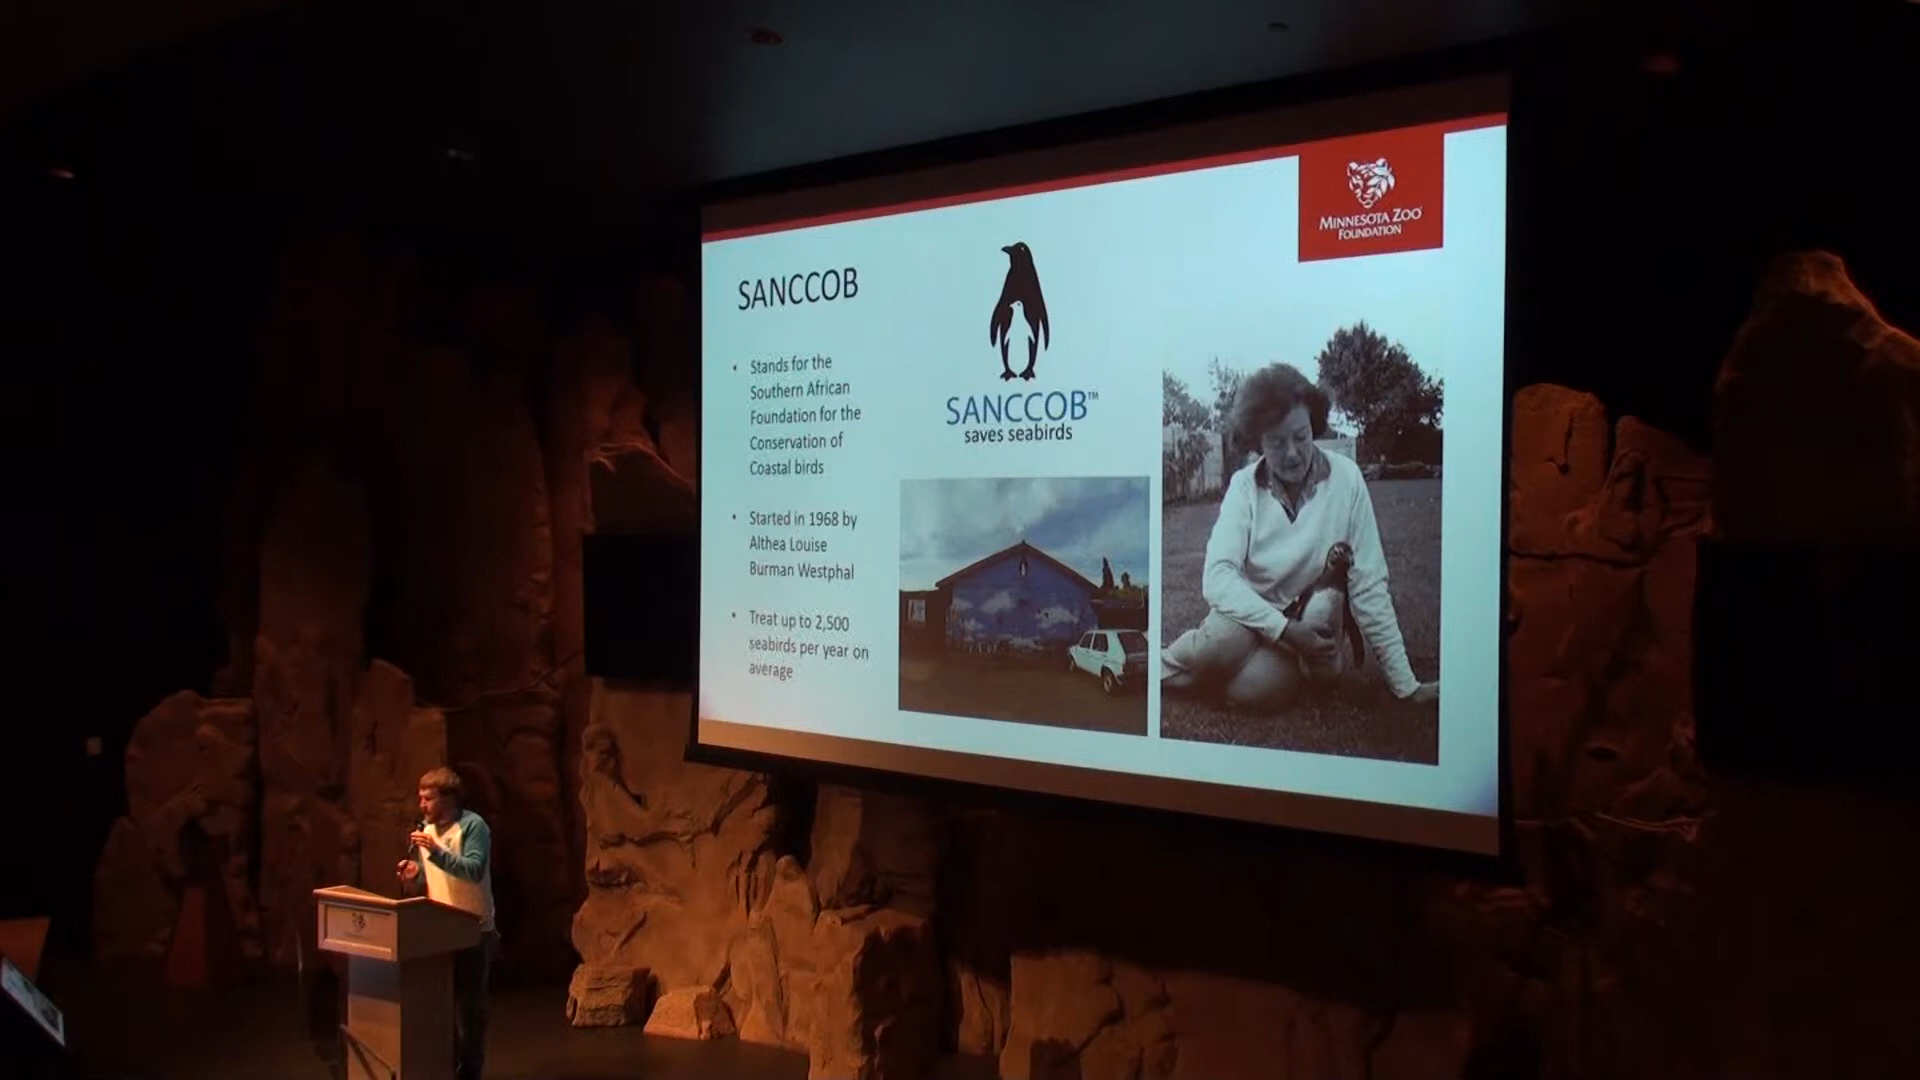 MINNESOTA ZOO
FOUNDATION
SANCCOB
• Stands for the
Southern African
Foundation for the
Conservation of
Coastal birds
• Started in 1968 by
Althea Louise
Burman Westphal
• Treat up to 2,500
seabirds per year on
average
SANCCOB™
saves seabirds